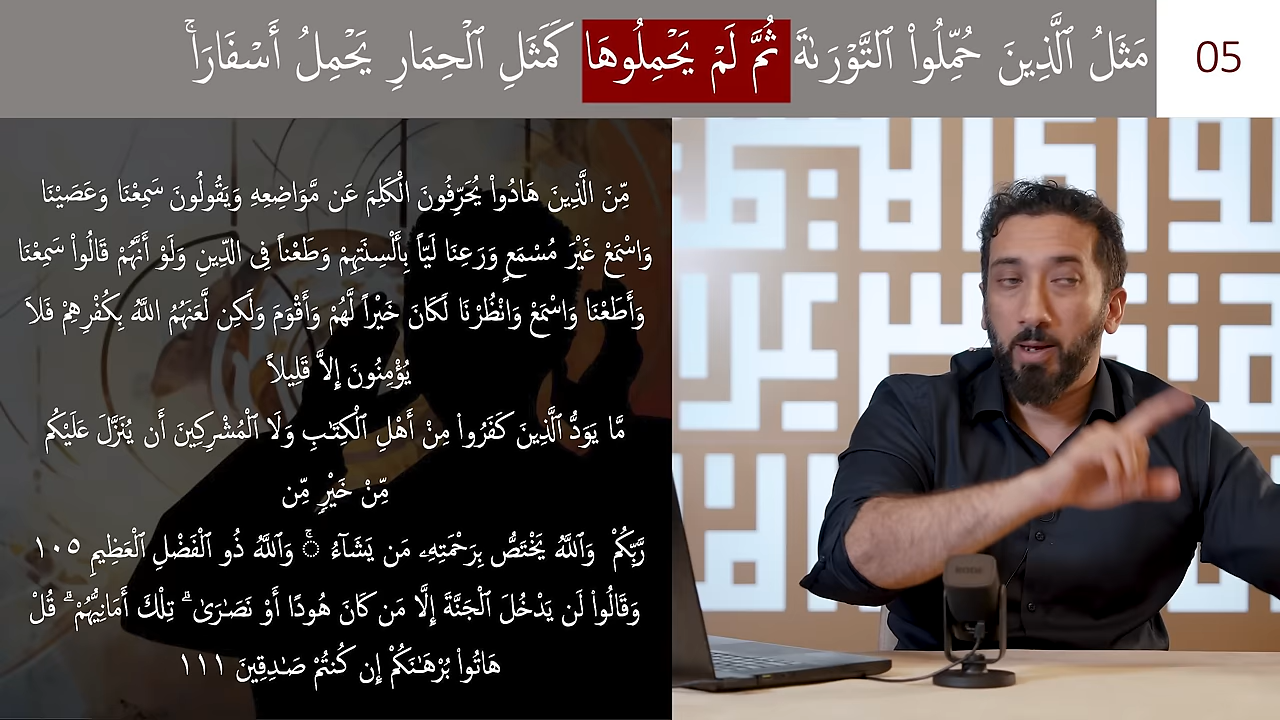 مَثَلُ ٱلَّذِينَ حُمِّلُوا۟ ٱلتَّوْرَىٰةَ ثُمَّ لَمْ يَحْمِلُوهَا كَمَثَلِ ٱلْحِمَارِ يَحْمِلُ أَسْفَارًۢا ۚ
05
مِّنَ الَّذِينَ هَادُواْ يُحَرِّفُونَ الْكَلِمَ عَن مَّوَاضِعِهِ وَيَقُولُونَ سَمِعْنَا وَعَصَيْنَا
وَاسْمَعْ غَيْرَ مُسْمَعٍ وَرَعِنَا لَيّاً بِأَلْسِنَتِهِمْ وَطَعْناً فِى الدِّينِ وَلَوْ أَنَّهُمْ قَالُواْ سَمِعْنَا
وَأَطَعْنَا وَاسْمَعْ وَانْظُرْنَا لَكَانَ خَيْراً لَّهُمْ وَأَقْوَمَ وَلَكِن لَّعَنَهُمُ اللَّهُ بِكُفْرِهِمْ فَلاَ
يُؤْمِنُونَ إِلاَّ قَلِيلاً
مَّا يَوَدُّ ٱلَّذِينَ كَفَرُوا۟ مِنْ أَهْلِ ٱلْكِتَـٰبِ وَلَا ٱلْمُشْرِكِينَ أَن يُنَزَّلَ عَلَيْكُم
مِّنْ خَيْرٍ مِّن
رَّبِّكُمْ وَٱللَّهُ يَخْتَصُّ بِرَحْمَتِهِۦ مَن يَشَآءُ ۚ وَٱللَّهُ ذُو ٱلْفَضْلِ ٱلْعَظِيمِ ١٠٥
وَقَالُوا۟ لَن يَدْخُلَ ٱلْجَنَّةَ إِلَّا مَن كَانَ هُودًا أَوْ نَصَـٰرَىٰ ۗ تِلْكَ أَمَانِيُّهُمْ ۗ قُلْ
هَاتُوا۟ بُرْهَـٰنَكُمْ إِن كُنتُمْ صَـٰدِقِينَ ١١١
RODE